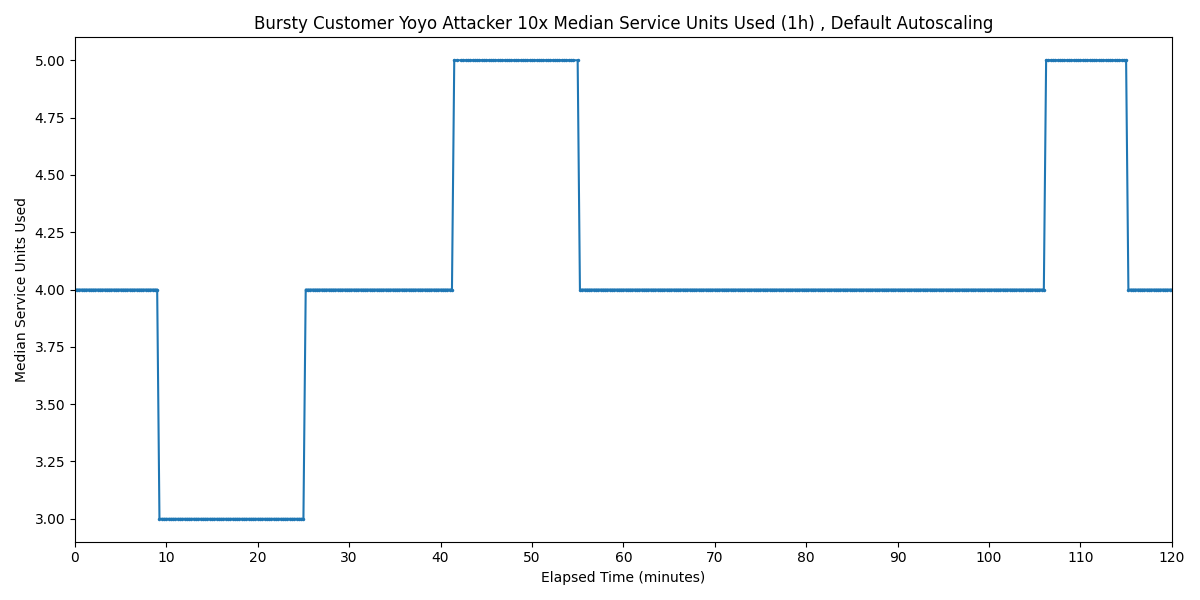 Bursty Customer Yoyo Attacker 10x Median Service Units Used (1h) , Default Autoscaling
Median Service Units Used
5.00
4.75
4.50
4.25
4.00
3.75
3.50
3.25
3.00
0 10 20 30 40 50 60 70 80 90 100 110 120
Elapsed Time (minutes)